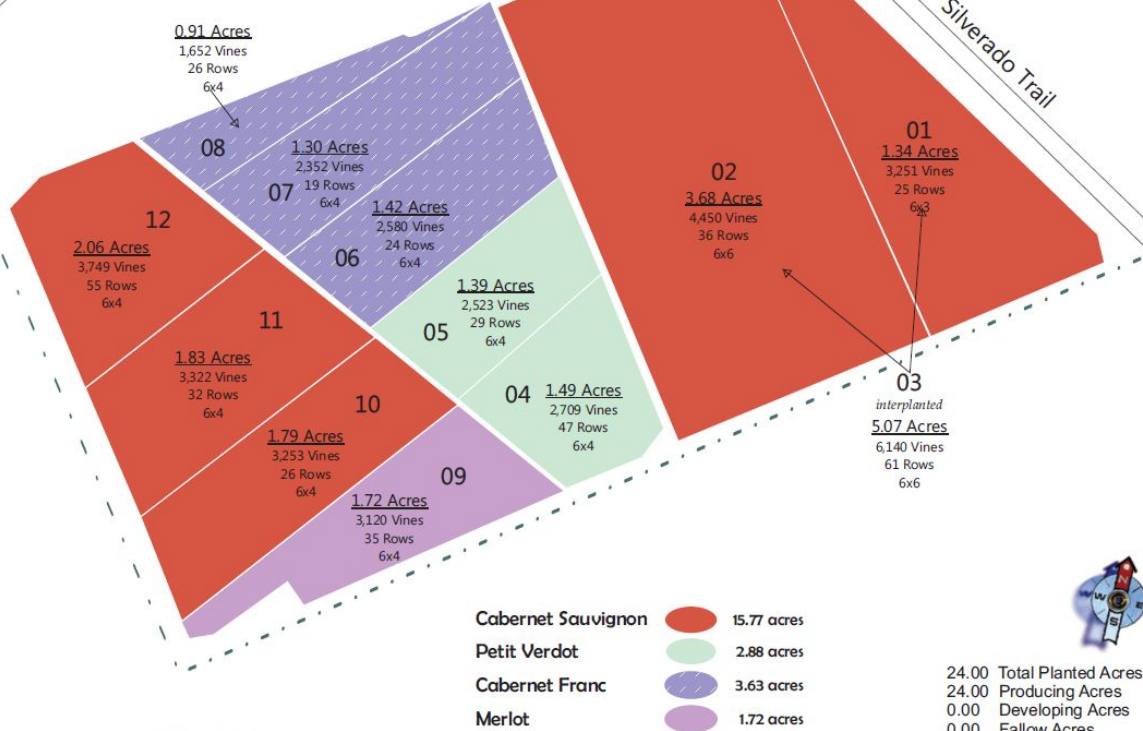 Silverado Trail
0.91 Acres
1,652 Vines
26 Rows
6x4
08
1.30 Acres
2,352 Vines
19 Rows
6x4
07
1.42 Acres
2,580 Vines
24 Rows
6x4
06
01
1.34 Acres
3,251 Vines
25 Rows
6x3
02
3.68 Acres
4,450 Vines
36 Rows
6x6
12
2.06 Acres
3,749 Vines
55 Rows
6x4
1.39 Acres
2,523 Vines
29 Rows
6x4
05
11
1.83 Acres
3,322 Vines
32 Rows
6x4
04
1.49 Acres
2,709 Vines
47 Rows
6x4
03
interplanted
5.07 Acres
6,140 Vines
61 Rows
6x6
10
1.79 Acres
3,253 Vines
26 Rows
6x4
09
1.72 Acres
3,120 Vines
35 Rows
6x4
N
W
S
Cabernet Sauvignon 15.77 acres
Petit Verdot 2.88 acres
Cabernet Franc 3.63 acres
Merlot 1.72 acres
24.00 Total Planted Acres
24.00 Producing Acres
0.00 Developing Acres
0.00 Fallow Acres